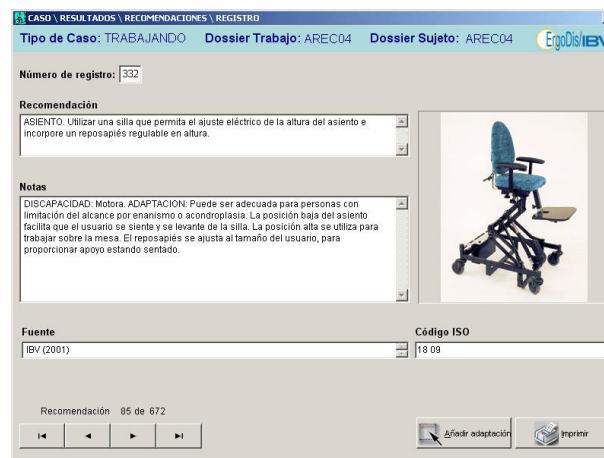 CASO \ RESULTADOS \ RECOMENDACIONES \ REGISTRO
Tipo de Caso: TRABAJANDO Dossier Trabajo: AREC04 Dossier Sujeto: AREC04 ErgoDis/IBV
Número de registro: 332
Recomendación
ASIENTO. Utilizar una silla que permita el ajuste eléctrico de la altura del asiento e
incorpore un reposapiés regulable en altura.
Notas
DISCAPACIDAD: Motora. ADAPTACION: Puede ser adecuada para personas con
limitación del alcance por enanismo o acondroplasia. La posición baja del asiento
facilita que el usuario se siente y se levante de la silla. La posición alta se utiliza para
trabajar sobre la mesa. El reposapiés se ajusta al tamaño del usuario, para
proporcionar apoyo estando sentado.
Fuente Código ISO
IBV (2001) 18 09
Recomendación 85 de 672
Añadir adaptación Imprimir